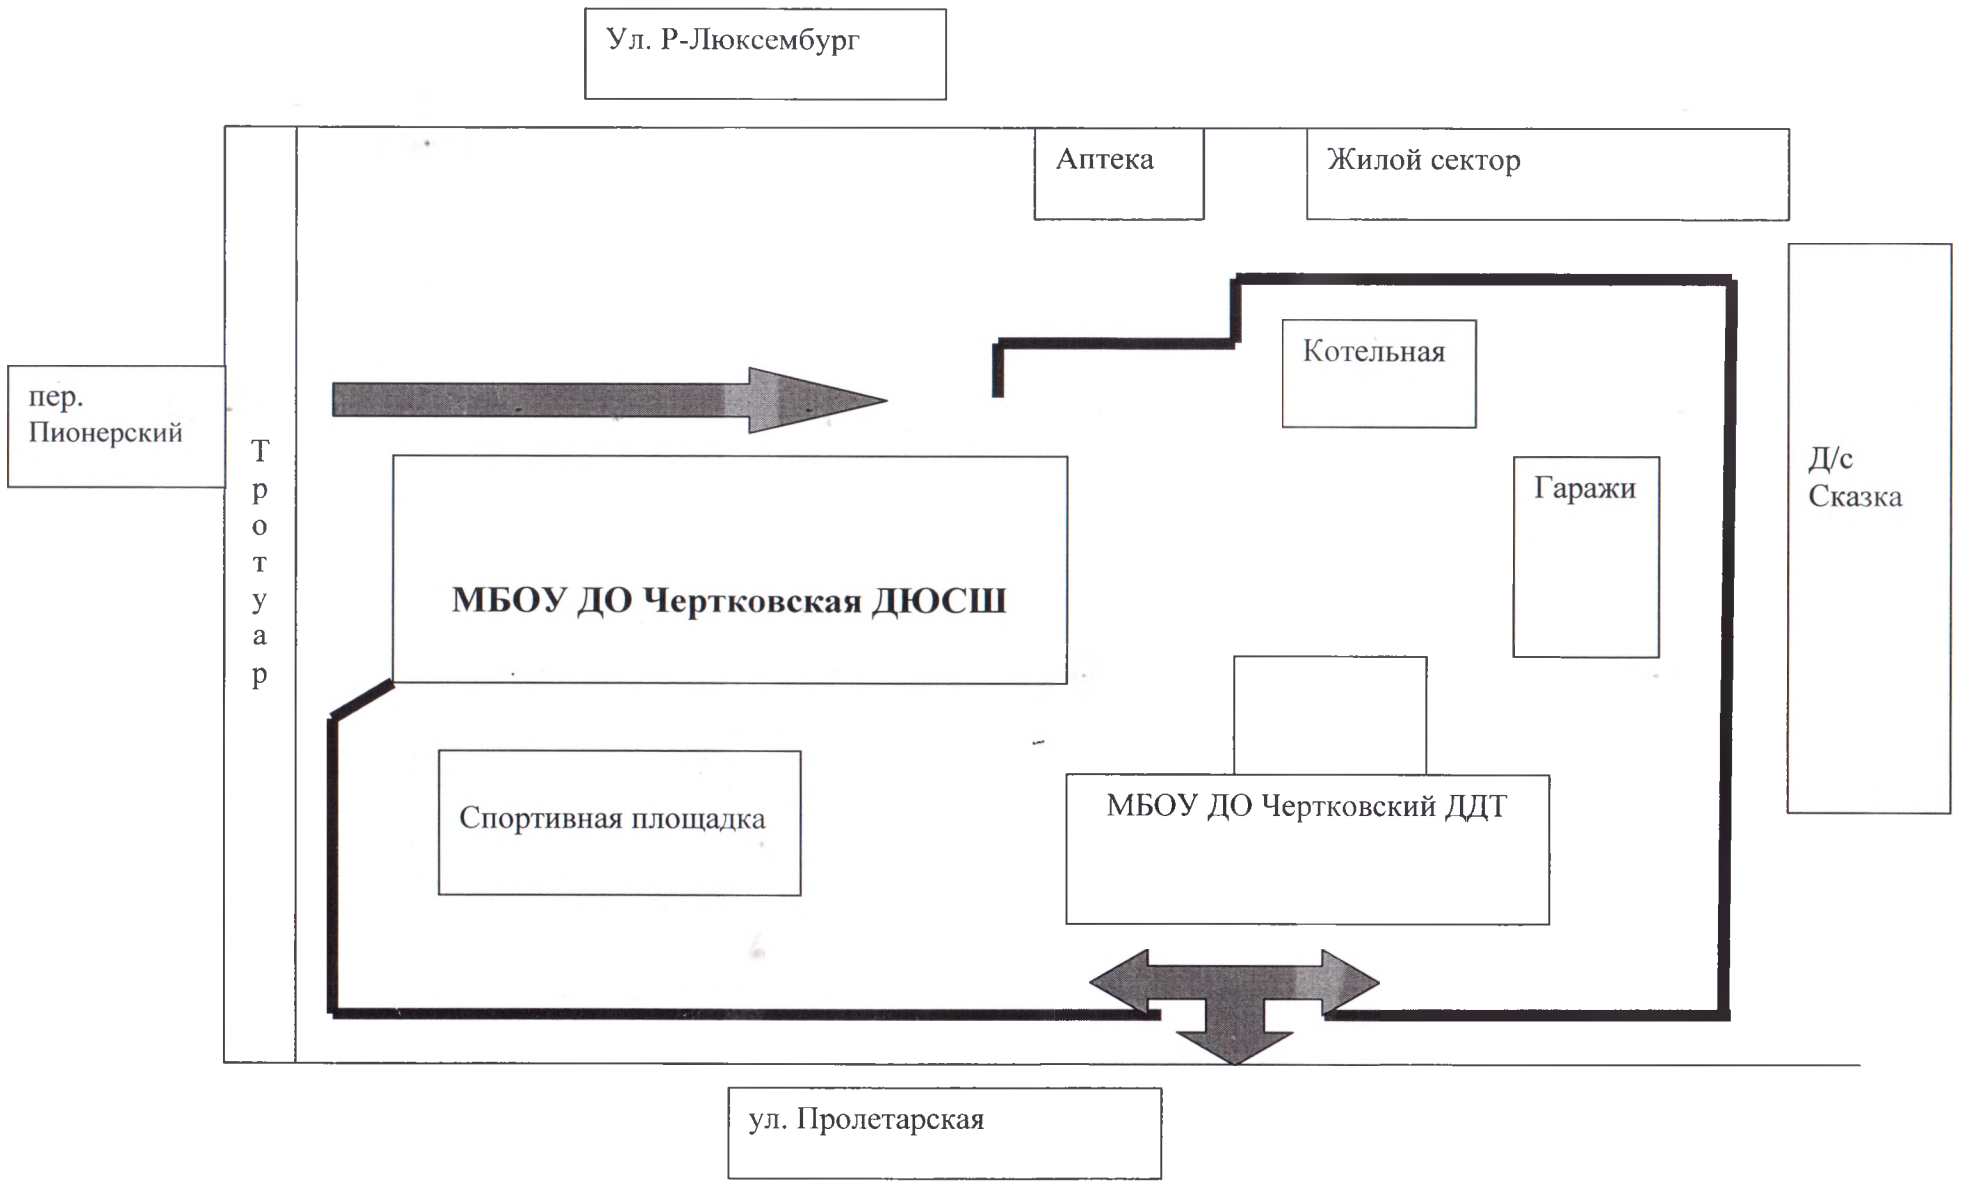 Ул. Р-Люксембург
Аптека
Жилой сектор
Котельная
пер.
Пионерский
Тротуар
Д/с
Сказка
Гаражи
МБОУ ДО Чертковская ДЮСШ
Спортивная площадка
МБОУ ДО Чертковский ДДТ
ул. Пролетарская